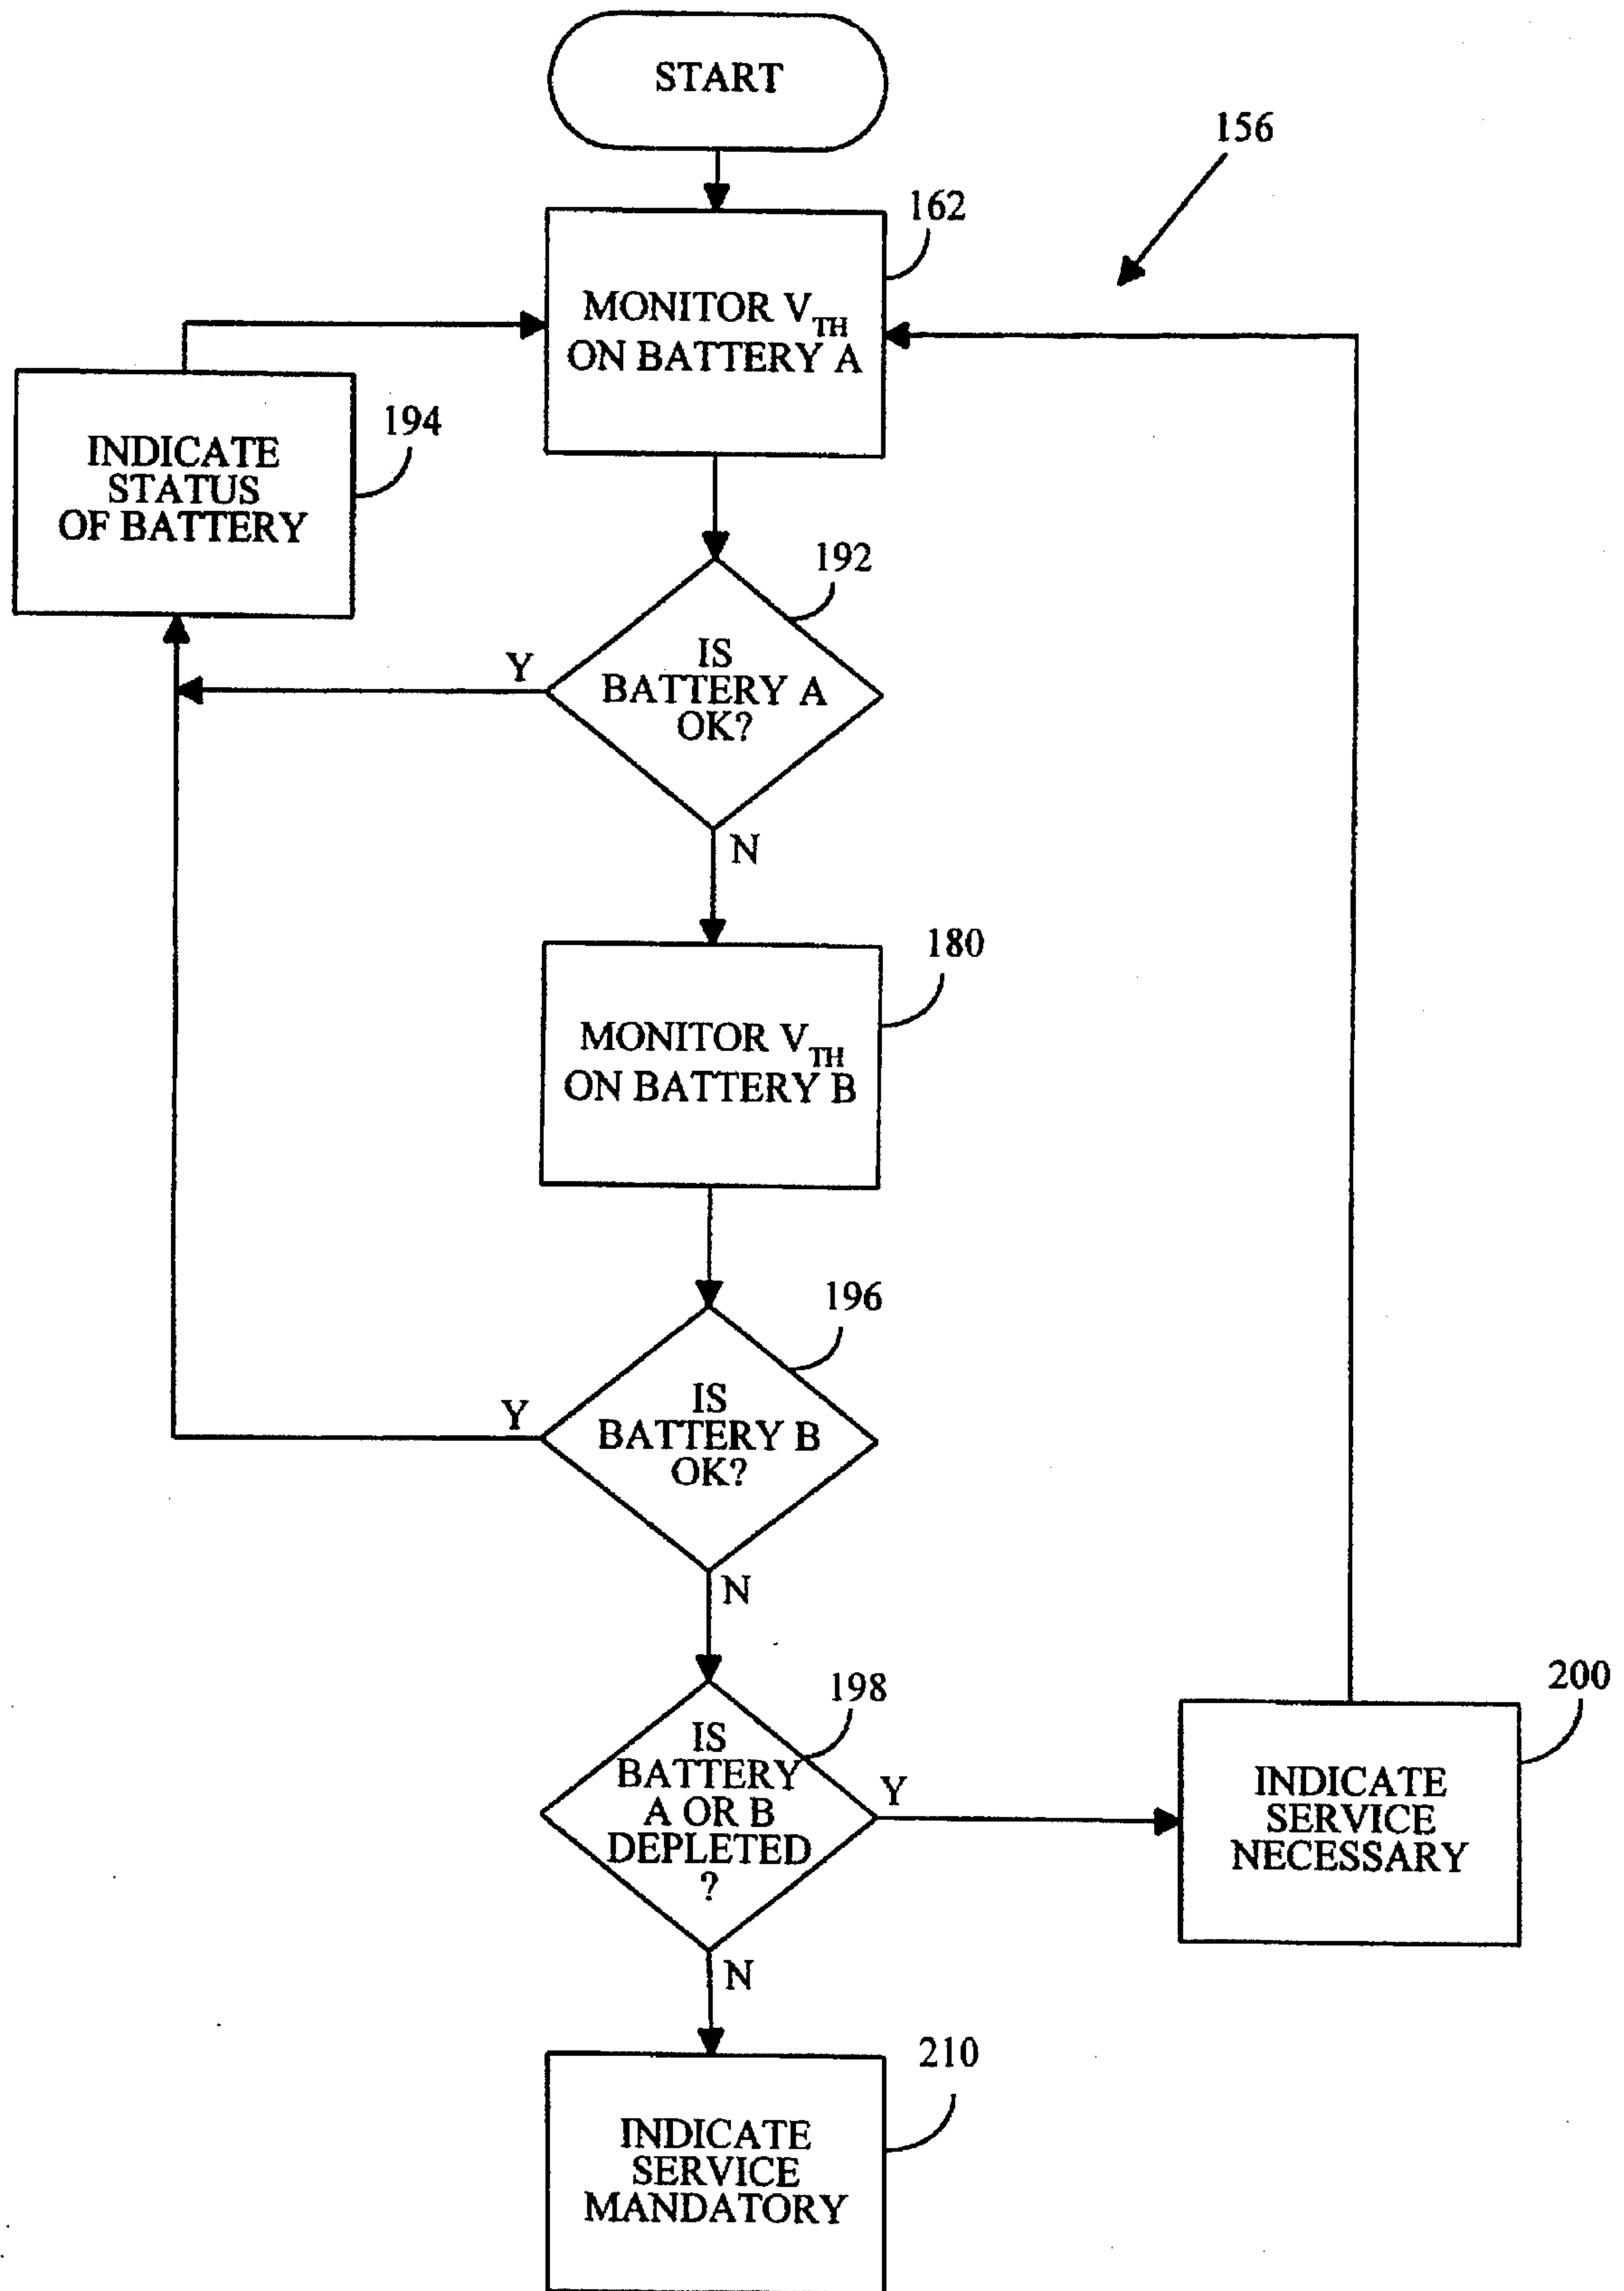 START
156
162
MONITOR VTH
ON BATTERY A
194
INDICATE
STATUS
OF BATTERY
192
IS
BATTERY A
OK?
Y
N
180
MONITOR VTH
ON BATTERY B
196
IS
BATTERY B
OK?
Y
N
198
IS
BATTERY
A OR B
DEPLETED
?
Y
200
INDICATE
SERVICE
NECESSARY
N
210
INDICATE
SERVICE
MANDATORY